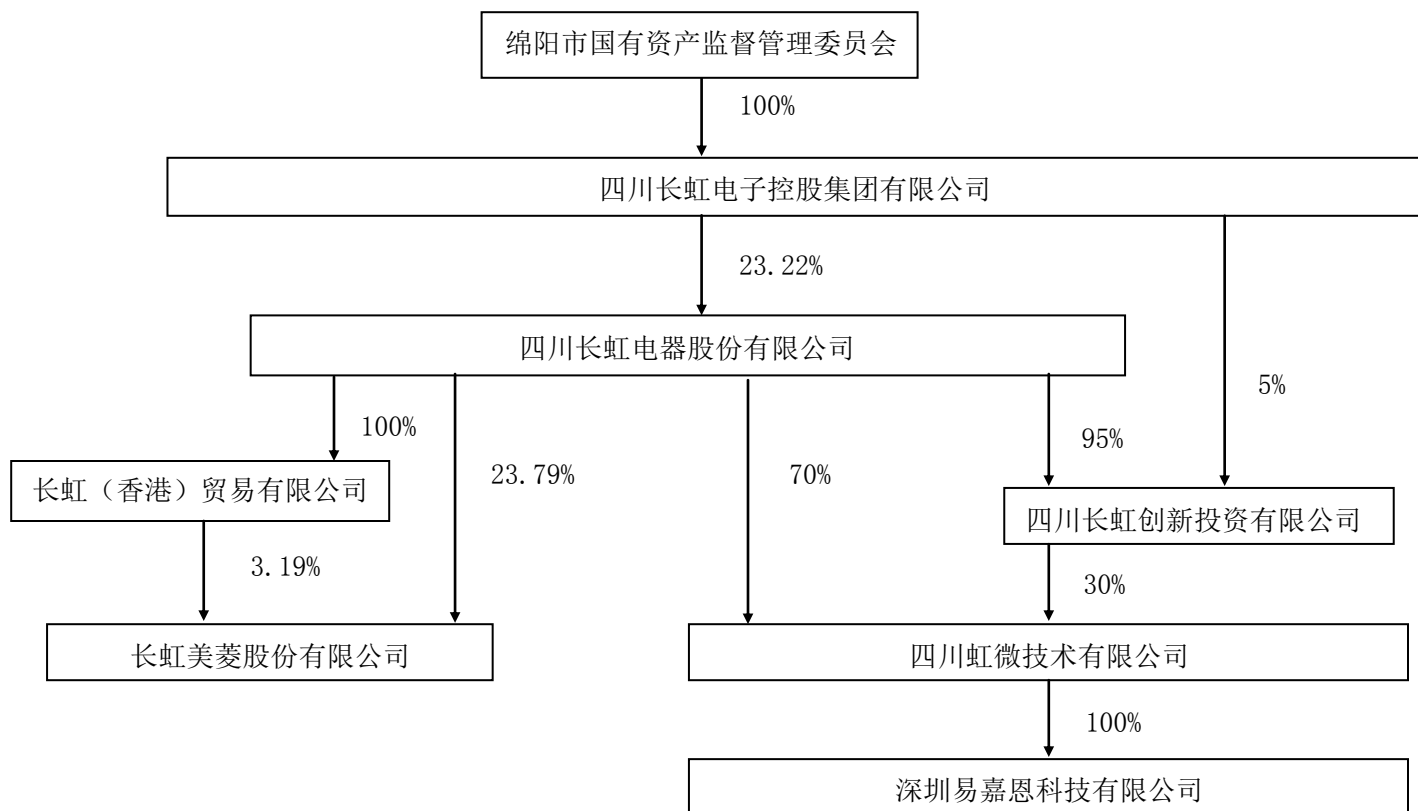 绵阳市国有资产监督管理委员会
100%
四川长虹电子控股集团有限公司
23.22%
四川长虹电器股份有限公司
5%
100%
95%
23.79%
70%
长虹（香港）贸易有限公司
四川长虹创新投资有限公司
3.19%
30%
长虹美菱股份有限公司
四川虹微技术有限公司
100%
深圳易嘉恩科技有限公司